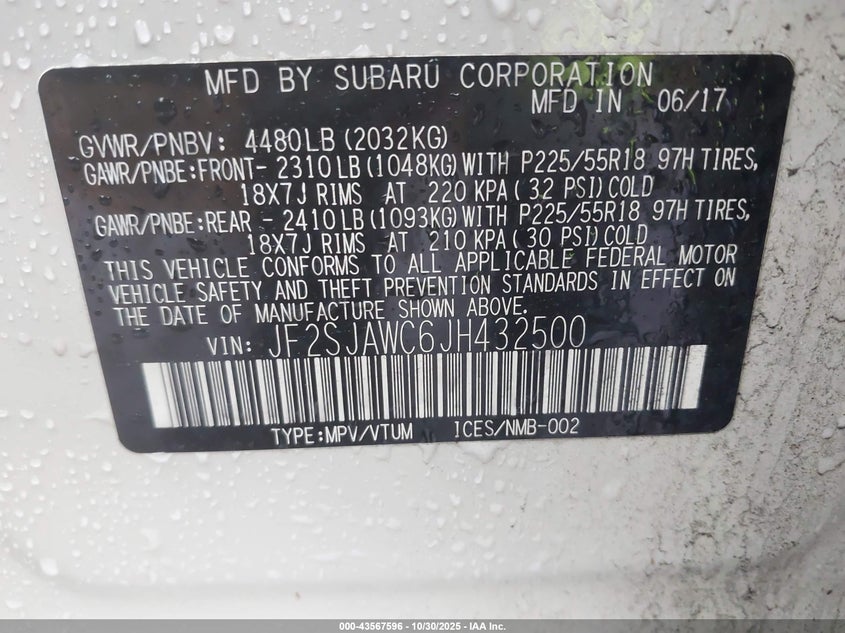 MFD BY SUBARU CORPORATION
MFD IN 06/17
GVWR/PNBV: 4480LB (2032KG)
GAWR/PNBE:FRONT- 2310LB (1048KG) WITH P225/55R18 97H TIRES,
18X7J RIMS AT 220 KPA( 32 PSI) COLD
GAWR/PNBE:REAR - 2410LB (1093KG) WITH P225/55R18 97H TIRES,
18X7J RIMS AT 210 KPA( 30 PSI) COLD
THIS VEHICLE CONFORMS TO ALL APPLICABLE FEDERAL MOTOR
VEHICLE SAFETY AND THEFT PREVENTION STANDARDS IN EFFECT ON
THE DATE OF MANUFACTURE SHOWN ABOVE.
VIN: JF2SJAWC6JH432500
TYPE:MPV/VTUM ICES/NMB-002
000-43567596 - 10/30/2025 - IAA Inc.